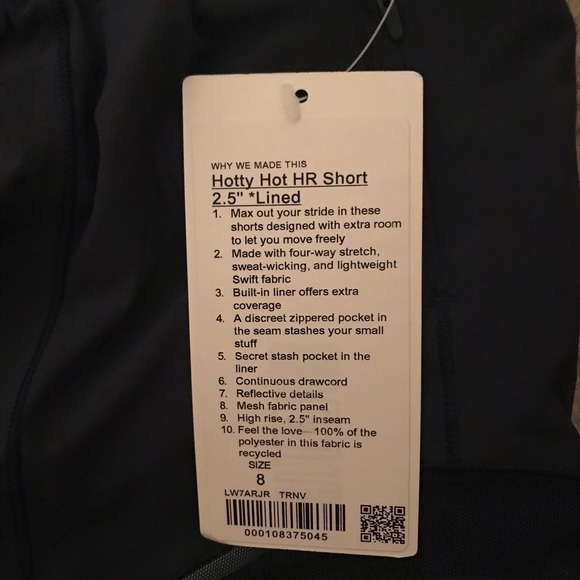 WHY WE MADE THIS
Hotty Hot HR Short
2.5" *Lined
1. Max out your stride in these
shorts designed with extra room
to let you move freely
2. Made with four-way stretch,
sweat-wicking, and lightweight
Swift fabric
3. Built-in liner offers extra
coverage
4. A discreet zippered pocket in
the seam stashes your small
stuff
5. Secret stash pocket in the
liner
6. Continuous drawcord
7. Reflective details
8. Mesh fabric panel
9. High rise, 2.5" inseam
10. Feel the love—100% of the
polyester in this fabric is
recycled
SIZE
8
LW7ARJR TRNV
000108375045